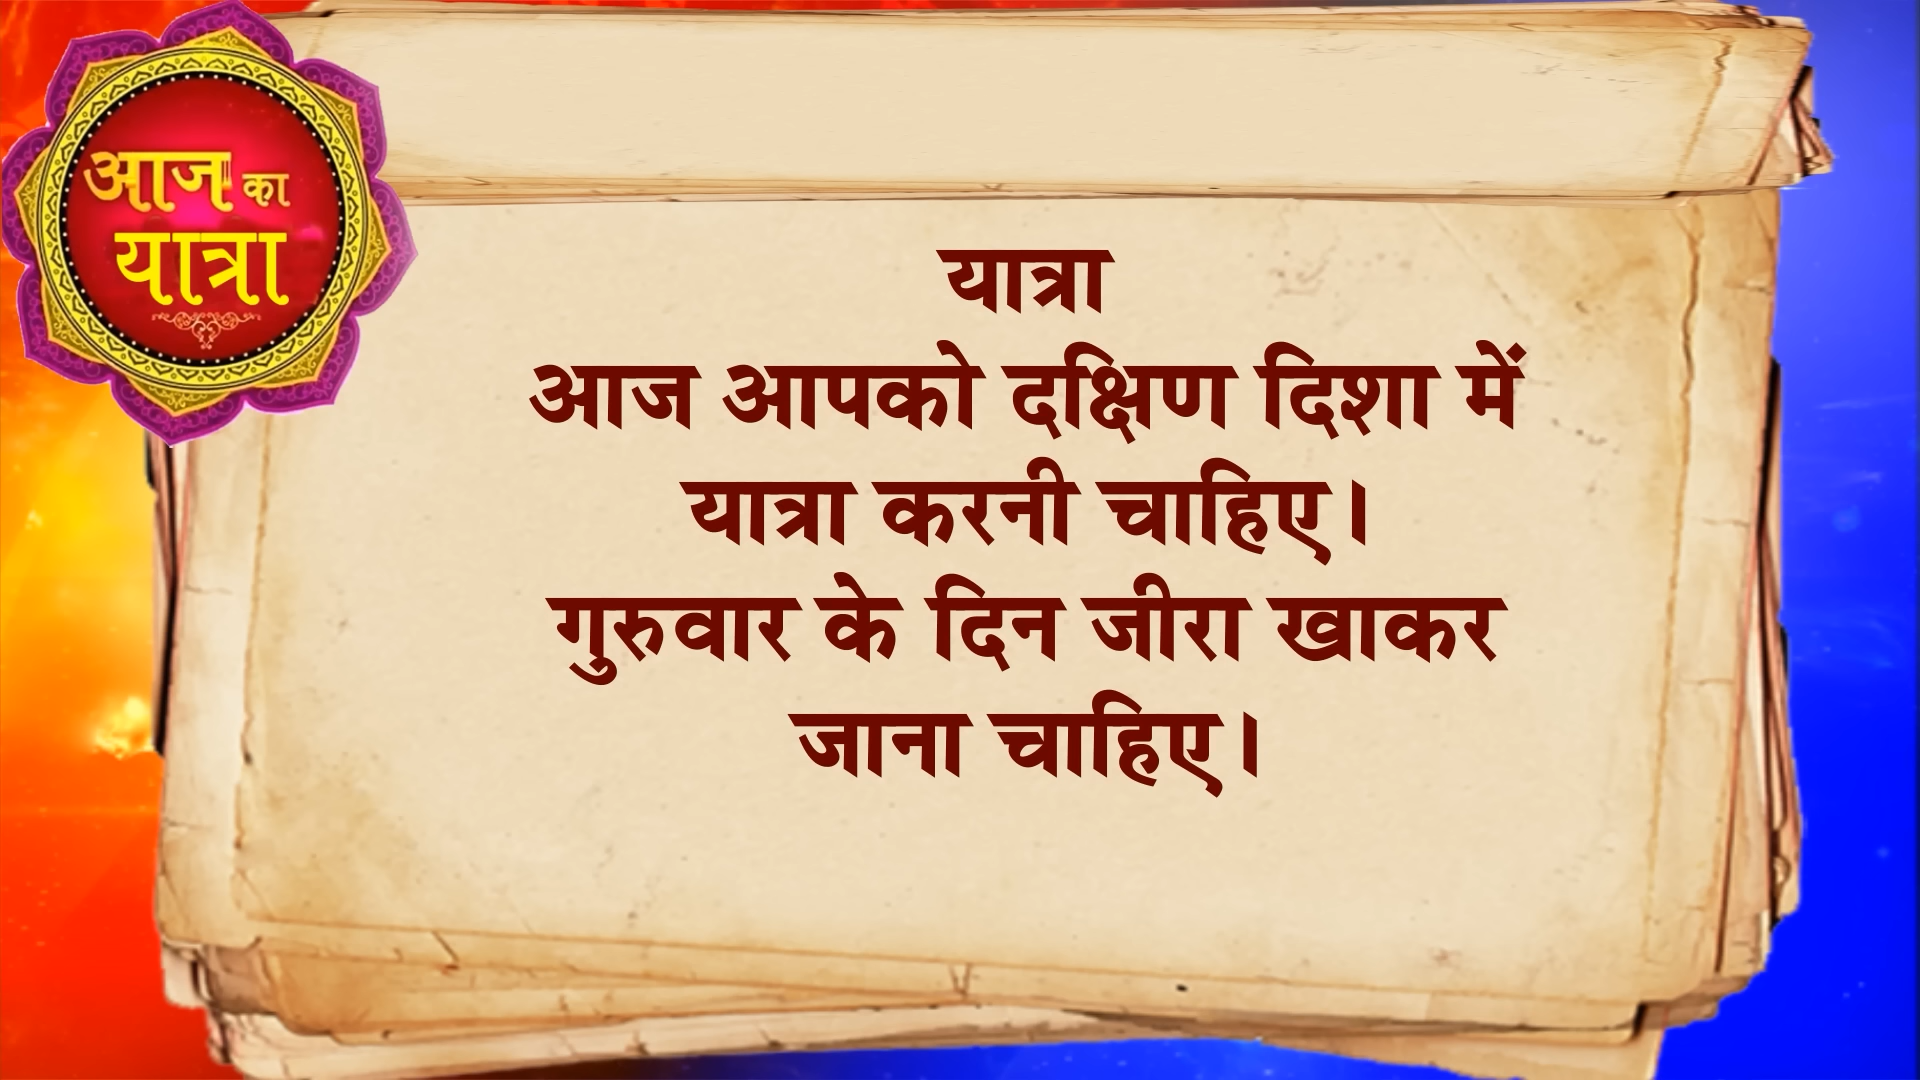 आज का
यात्रा
यात्रा
आज आपको दक्षिण दिशा में
यात्रा करनी चाहिए।
गुरुवार के दिन जीरा खाकर
जाना चाहिए।